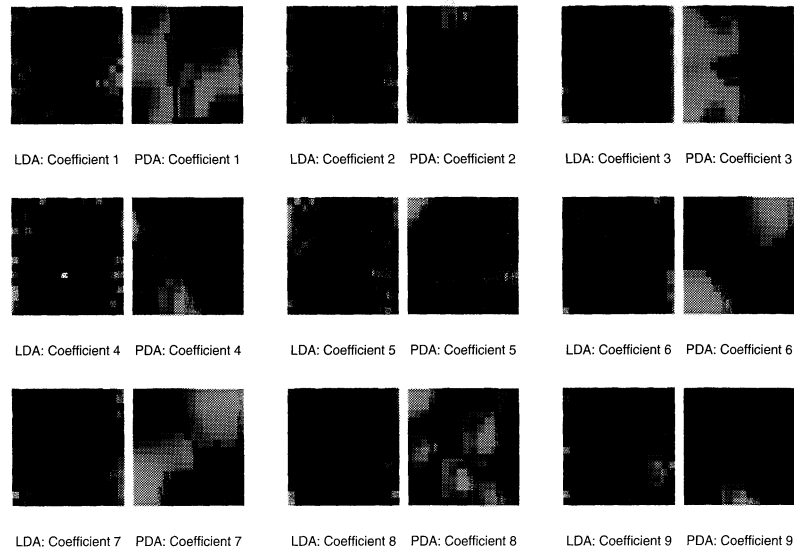 LDA: Coefficient 1 PDA: Coefficient 1 LDA: Coefficient 2 PDA: Coefficient 2 LDA: Coefficient 3 PDA: Coefficient 3
LDA: Coefficient 4 PDA: Coefficient 4 LDA: Coefficient 5 PDA: Coefficient 5 LDA: Coefficient 6 PDA: Coefficient 6
LDA: Coefficient 7 PDA: Coefficient 7 LDA: Coefficient 8 PDA: Coefficient 8 LDA: Coefficient 9 PDA: Coefficient 9